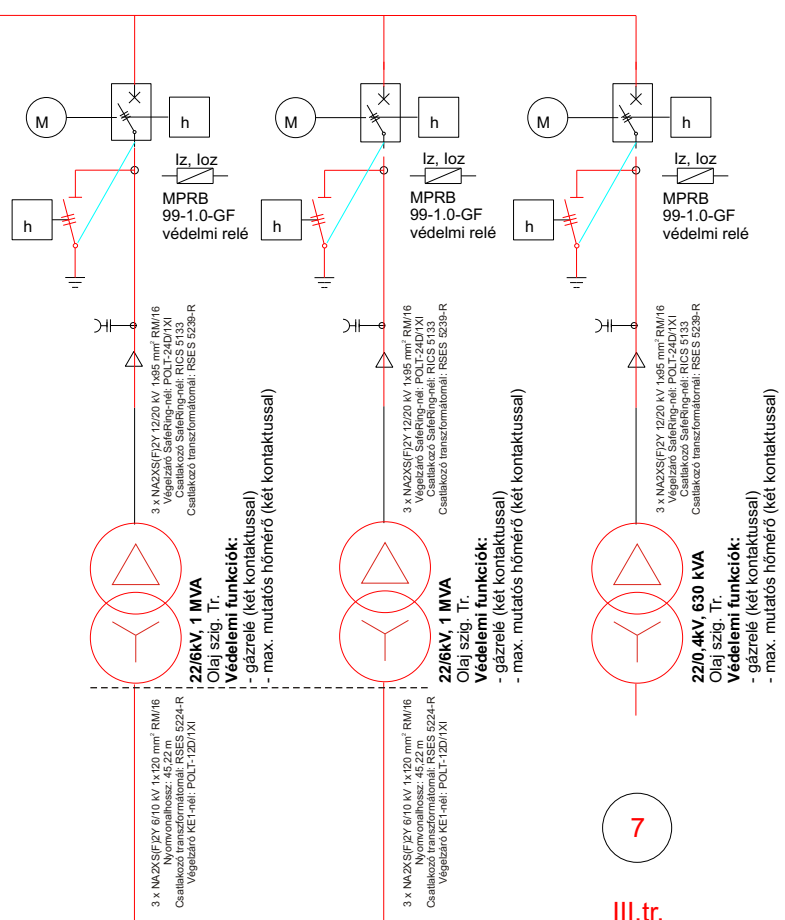 M
h
Iz, Ioz
MPRB
99-1.0-GF
védelmi relé
h
M
h
Iz, Ioz
MPRB
99-1.0-GF
védelmi relé
h
M
h
Iz, Ioz
MPRB
99-1.0-GF
védelmi relé
h
3 x NA2XS(F)2Y 12/20 kV 1x95 mm² RM/16
Végelzáró SafeRing-nél: POLT-24D/1XI
Csatlakozó SafeRing-nél: RICS 5133
Csatlakozó transzformátornál: RSES 5239-R
3 x NA2XS(F)2Y 12/20 kV 1x95 mm² RM/16
Végelzáró SafeRing-nél: POLT-24D/1XI
Csatlakozó SafeRing-nél: RICS 5133
Csatlakozó transzformátornál: RSES 5239-R
3 x NA2XS(F)2Y 12/20 kV 1x95 mm² RM/16
Végelzáró SafeRing-nél: POLT-24D/1XI
Csatlakozó SafeRing-nél: RICS 5133
Csatlakozó transzformátornál: RSES 5239-R
22/6kV, 1 MVA
Olaj szig. Tr.
Védelemi funkciók:
- gázrelé (két kontaktussal)
- max. mutatós hőmérő (két kontaktussal)
22/6kV, 1 MVA
Olaj szig. Tr.
Védelemi funkciók:
- gázrelé (két kontaktussal)
- max. mutatós hőmérő (két kontaktussal)
22/0,4kV, 630 kVA
Olaj szig. Tr.
Védelemi funkciók:
- gázrelé (két kontaktussal)
- max. mutatós hőmérő (két kontaktussal)
3 x NA2XS(F)2Y 6/10 kV 1x120 mm² RM/16
Nyomvonalhossz: 45,22 m
Csatlakozó transzformátornál: RSES 5224-R
Végelzáró KE1-nél: POLT-12D/1XI
3 x NA2XS(F)2Y 6/10 kV 1x120 mm² RM/16
Nyomvonalhossz: 45,22 m
Csatlakozó transzformátornál: RSES 5224-R
Végelzáró KE1-nél: POLT-12D/1XI
7
III.tr.